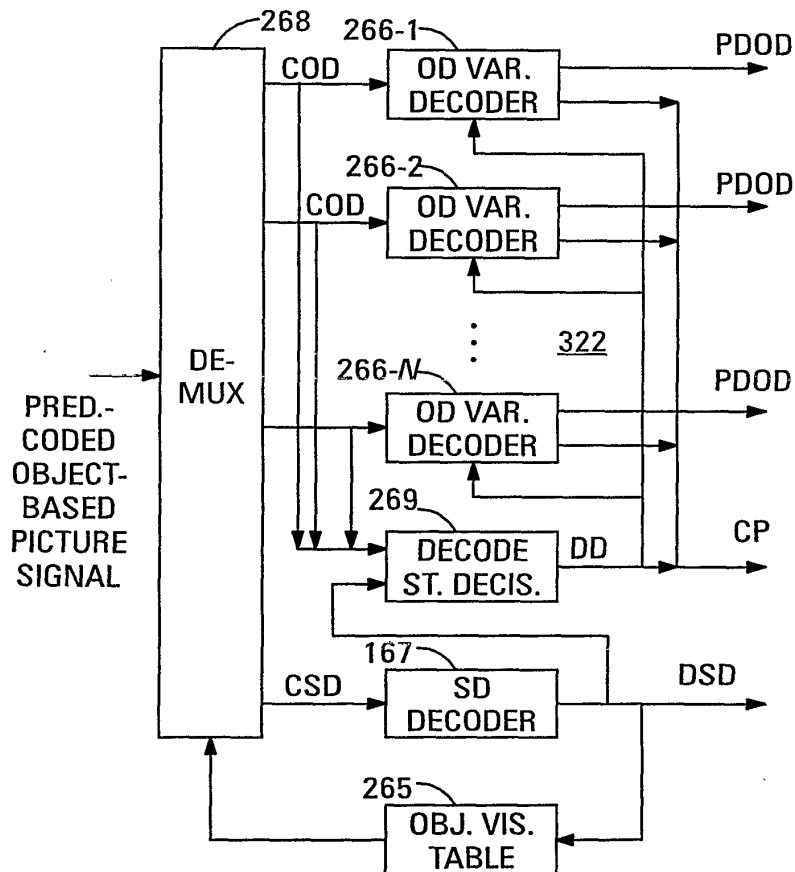 268
266-1
PDOD
COD
OD VAR.
DECODER
266-2
PDOD
COD
OD VAR.
DECODER
322
DE-
MUX
266-N
PDOD
OD VAR.
DECODER
PRED.-
CODED
OBJECT-
BASED
PICTURE
SIGNAL
269
DECODE
ST. DECIS.
DD
CP
167
CSD
SD
DECODER
DSD
265
OBJ. VIS.
TABLE